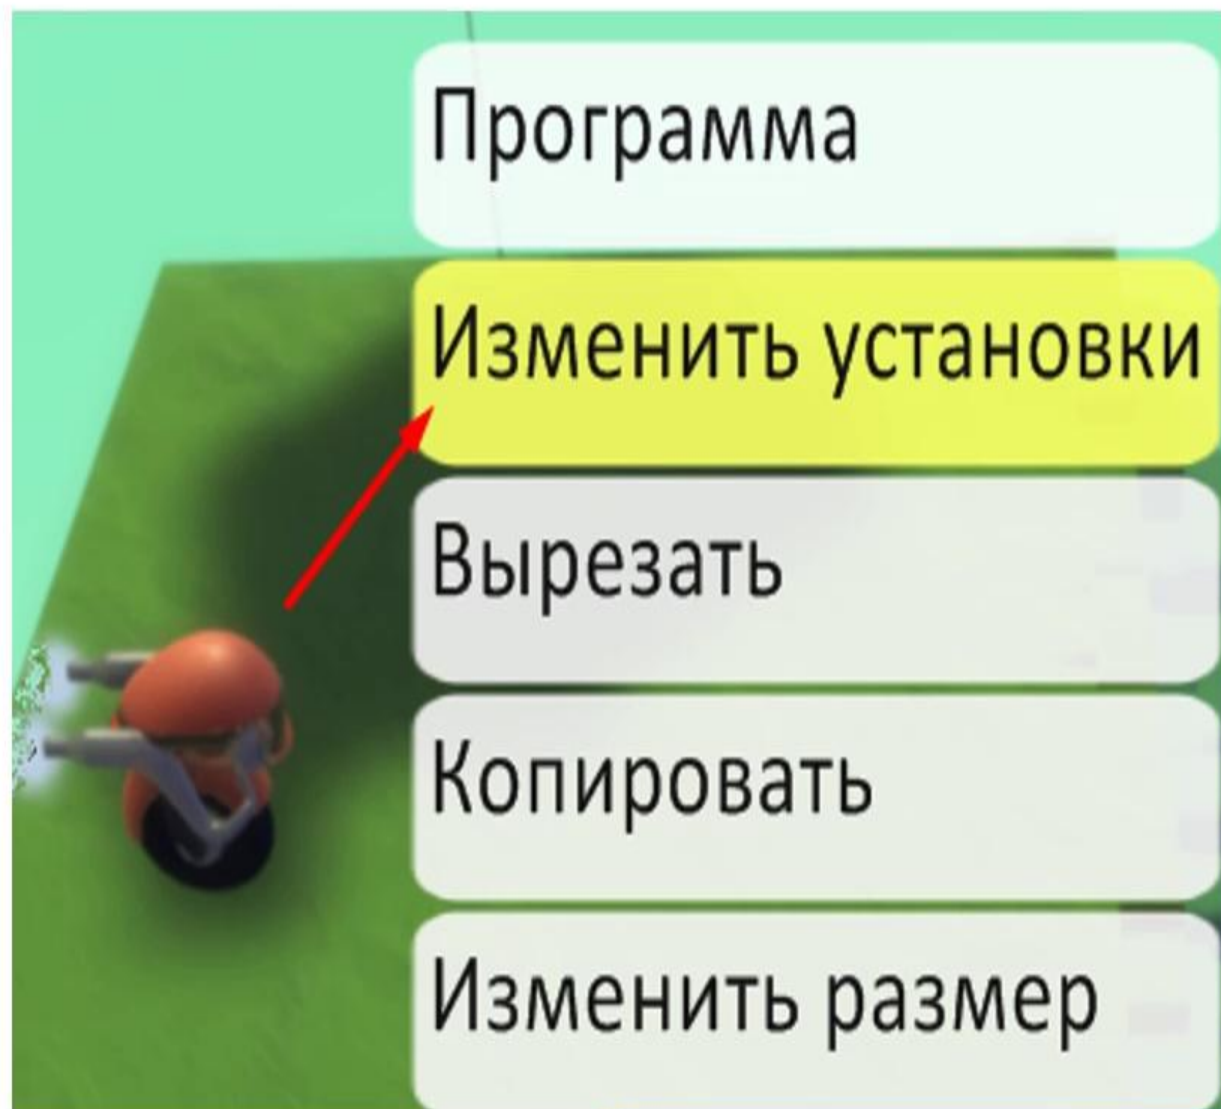 Программа
Изменить установки
Вырезать
Копировать
Изменить размер